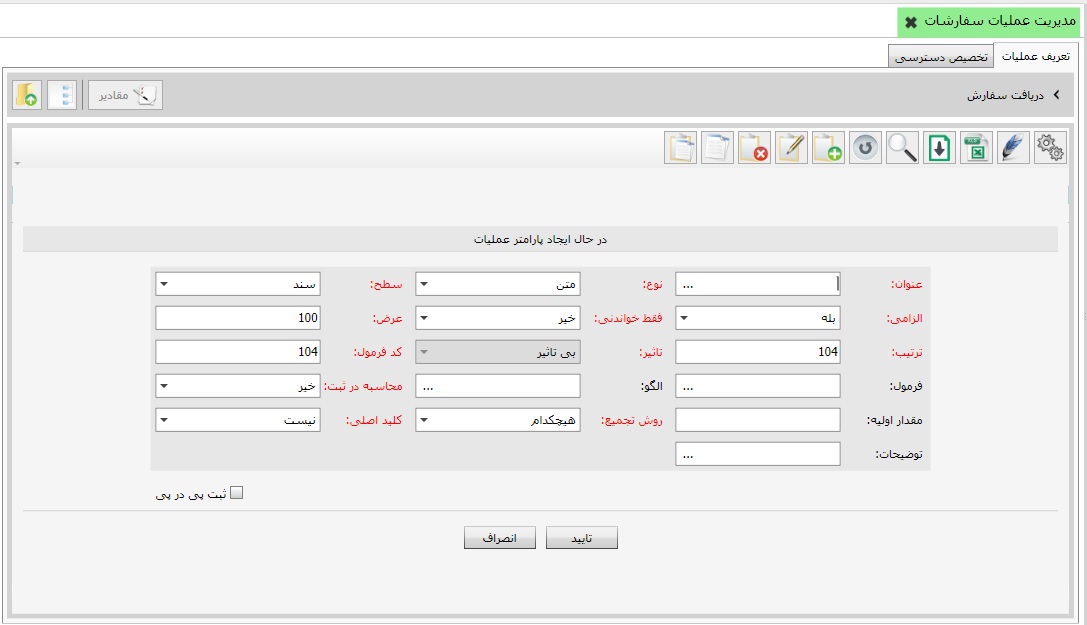 مدیریت عملیات سفارشات
تعریف عملیات تخصیص دسترسی
دریافت سفارش مقادیر
در حال ایجاد پارامتر عملیات
عنوان: ... نوع: متن سطح: سند
الزامی: بله فقط خواندنی: خیر عرض: 100
ترتیب: 104 تاثیر: بی تاثیر کد فرمول: 104
فرمول: ... الگو: ... محاسبه در ثبت: خیر
مقدار اولیه: روش تجمیع: هیچکدام کلید اصلی: نیست
توضیحات: ...
ثبت پی در پی
تایید انصراف